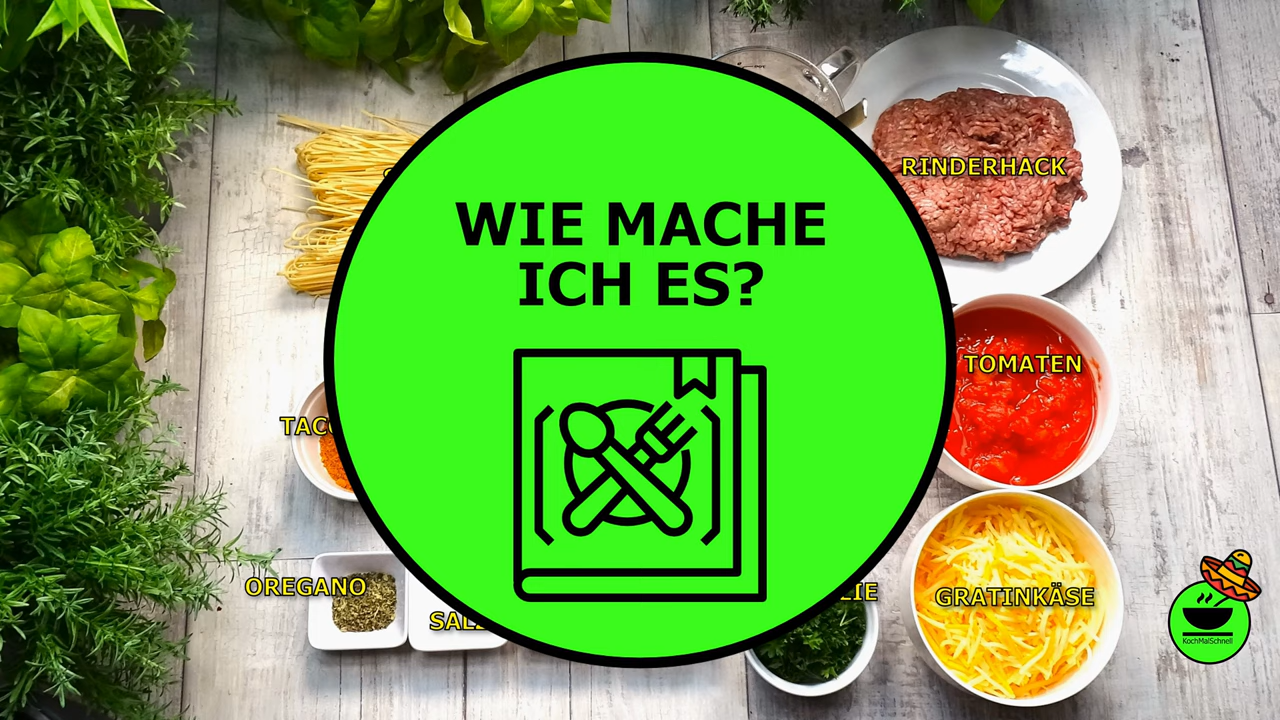 RINDERHACK
WIE MACHE
ICH ES?
TOMATEN
OREGANO
GRATINKÄSE
KochMalSchnell